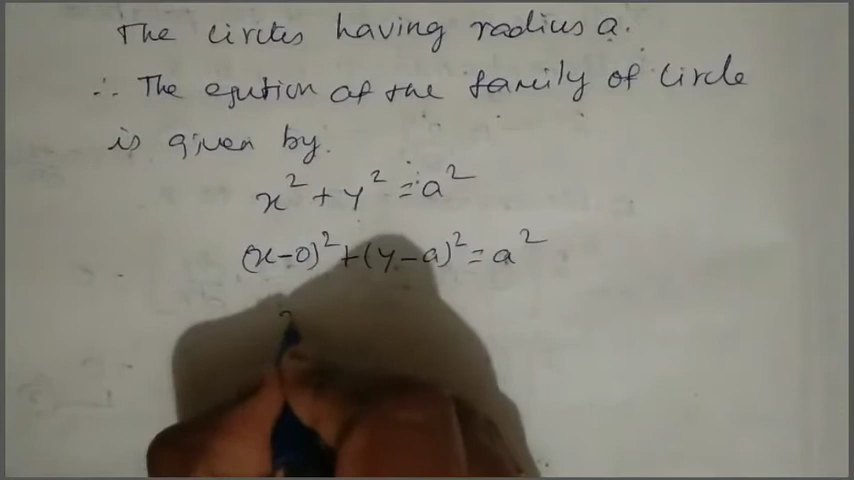 The circles having radius a.
∴ The eqution of the family of circle
is given by.
x² + y² = a²
(x-0)² + (y-a)² = a²